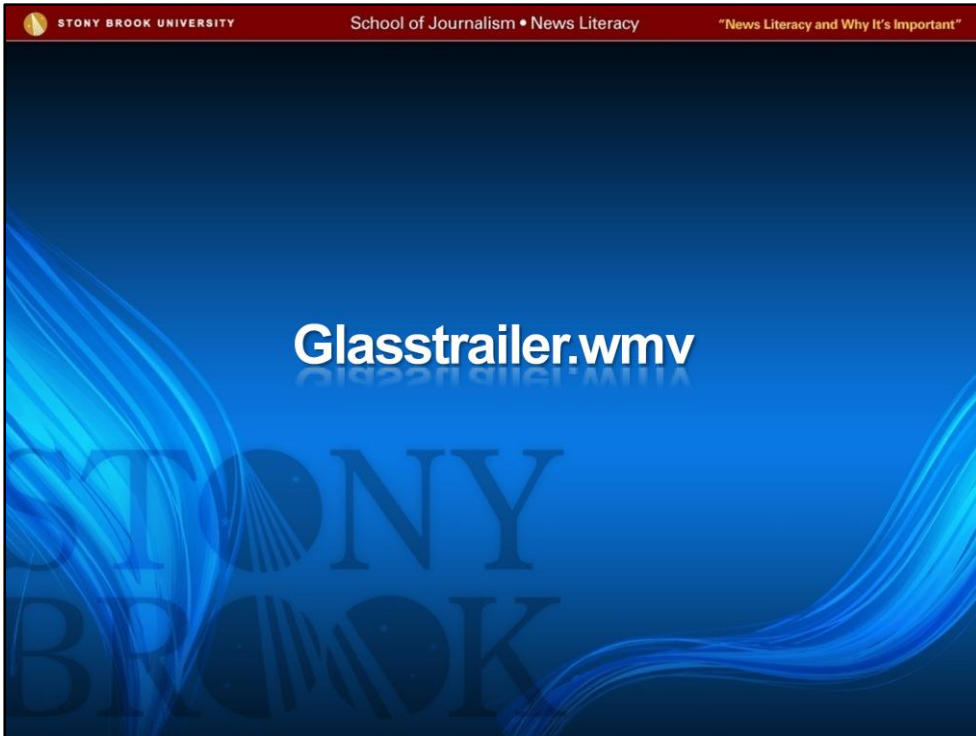 STONY BROOK UNIVERSITY School of Journalism • News Literacy "News Literacy and Why It's Important"
Glasstrailer.wmv
STONY
BROOK